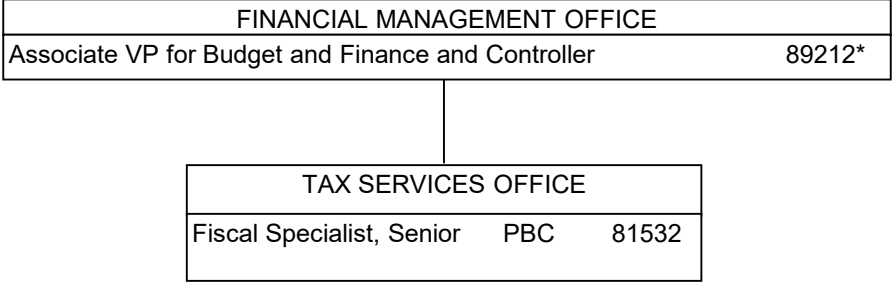 FINANCIAL MANAGEMENT OFFICE
Associate VP for Budget and Finance and Controller 89212*
TAX SERVICES OFFICE
Fiscal Specialist, Senior PBC 81532